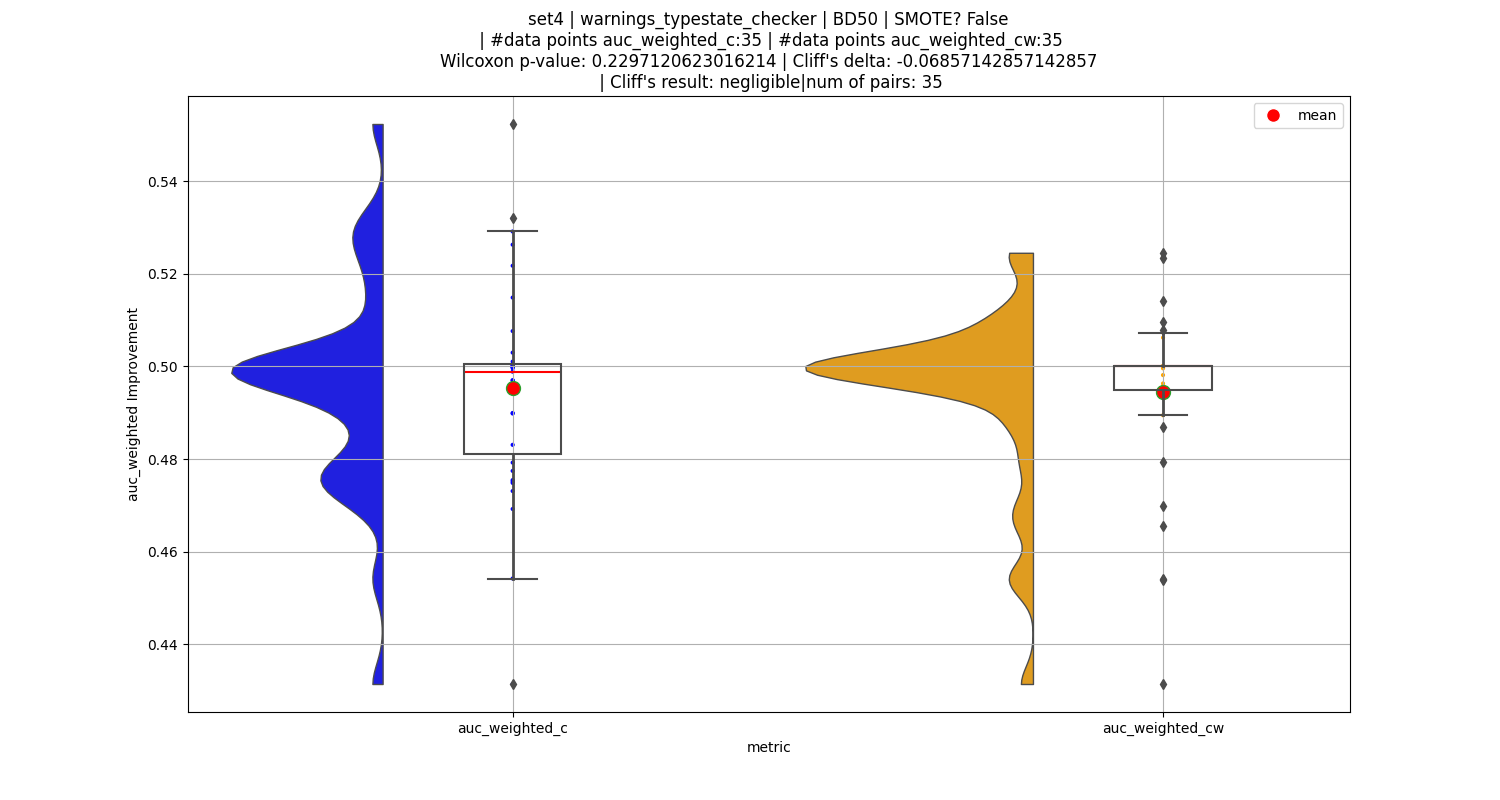 set4 | warnings_typestate_checker | BD50 | SMOTE? False
| #data points auc_weighted_c:35 | #data points auc_weighted_cw:35
Wilcoxon p-value: 0.2297120623016214 | Cliff's delta: -0.06857142857142857
| Cliff's result: negligible|num of pairs: 35
mean
0.54
0.52
0.50
0.48
0.46
0.44
auc_weighted Improvement
auc_weighted_c
auc_weighted_cw
metric